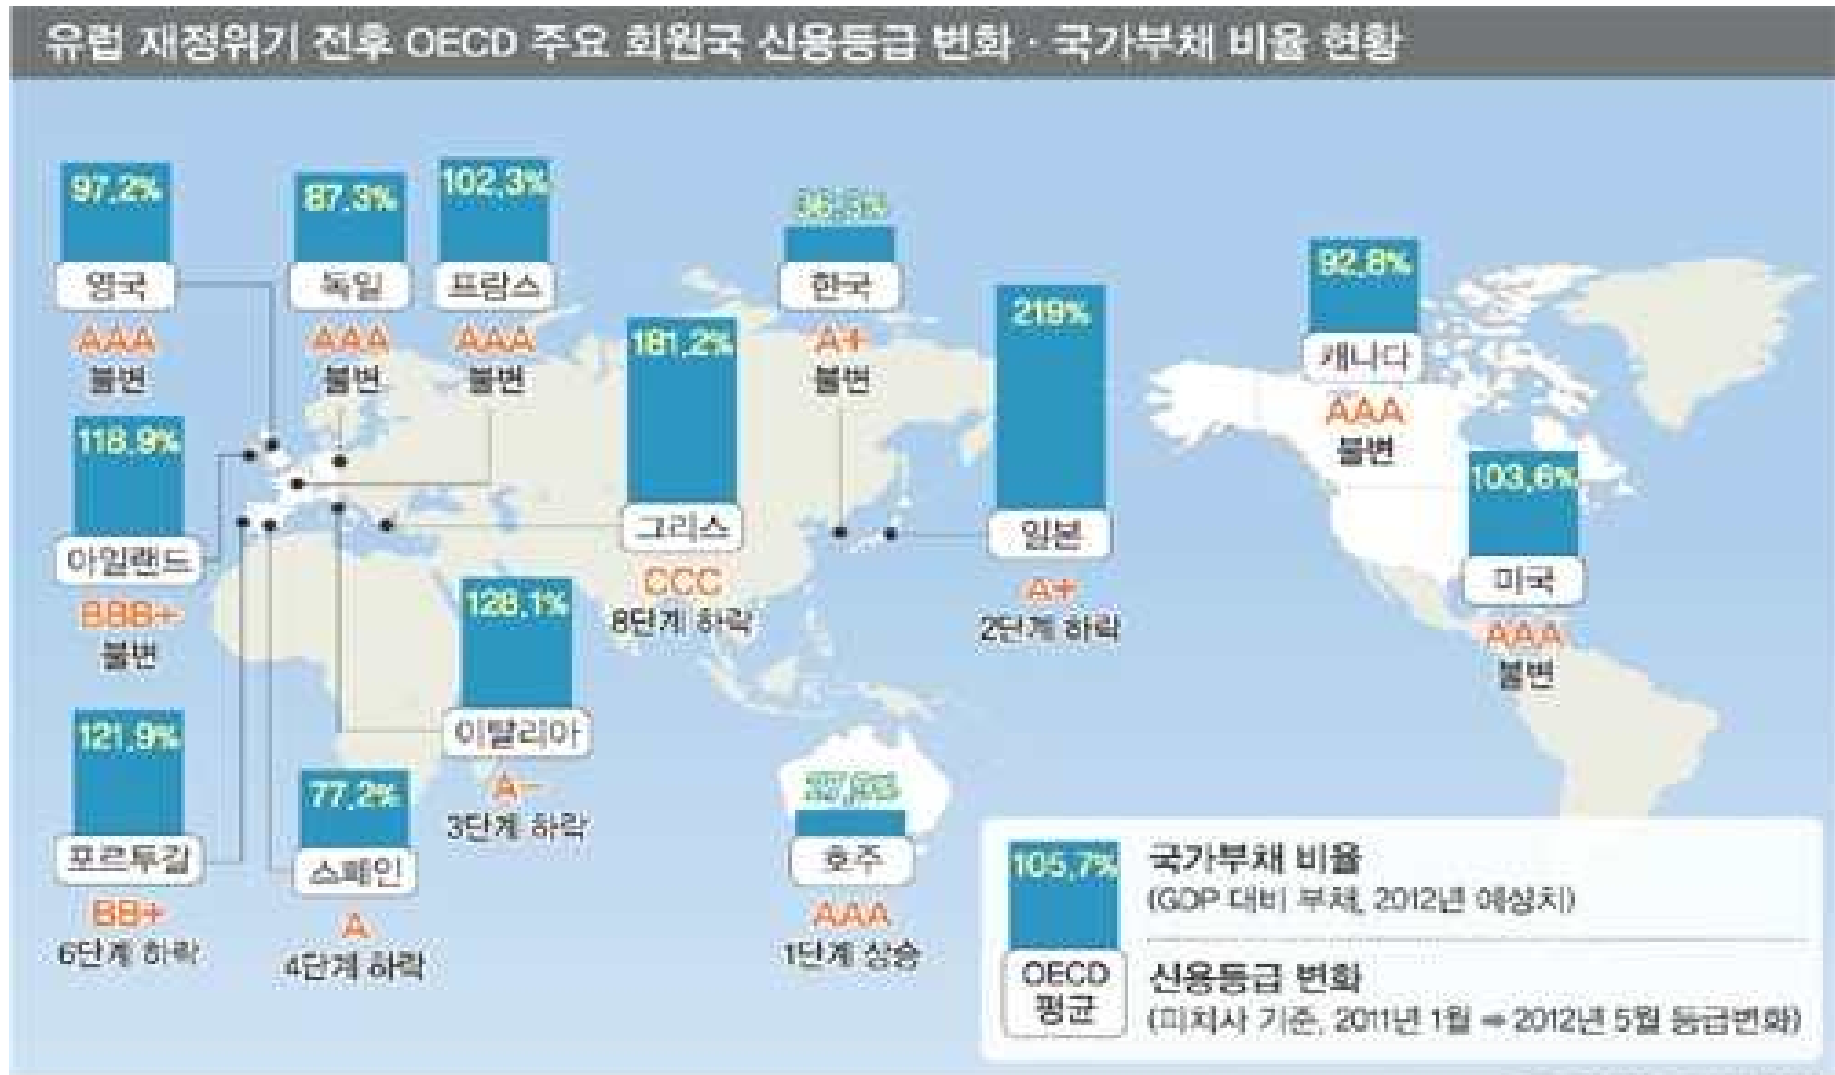 유럽 재정위기 전후 OECD 주요 회원국 신용등급 변화 · 국가부채 비율 현황
97.2%
영국
AAA
불변
87.3%
독일
AAA
불변
102.3%
프랑스
AAA
불변
181.2%
그리스
CCC
8단계 하락
한국
A+
불변
219%
일본
A+
2단계 하락
92.8%
캐나다
AAA
불변
103.6%
미국
AAA
불변
118.9%
아일랜드
BBB+
불변
128.1%
이탈리아
A-
3단계 하락
121.9%
포르투갈
BB+
6단계 하락
77.2%
스페인
A
4단계 하락
호주
AAA
1단계 상승
105.7%
OECD
평균
국가부채 비율
(GDP 대비 부채, 2012년 예상치)
신용등급 변화
(피치사 기준, 2011년 1월 ⇒ 2012년 5월 등급변화)